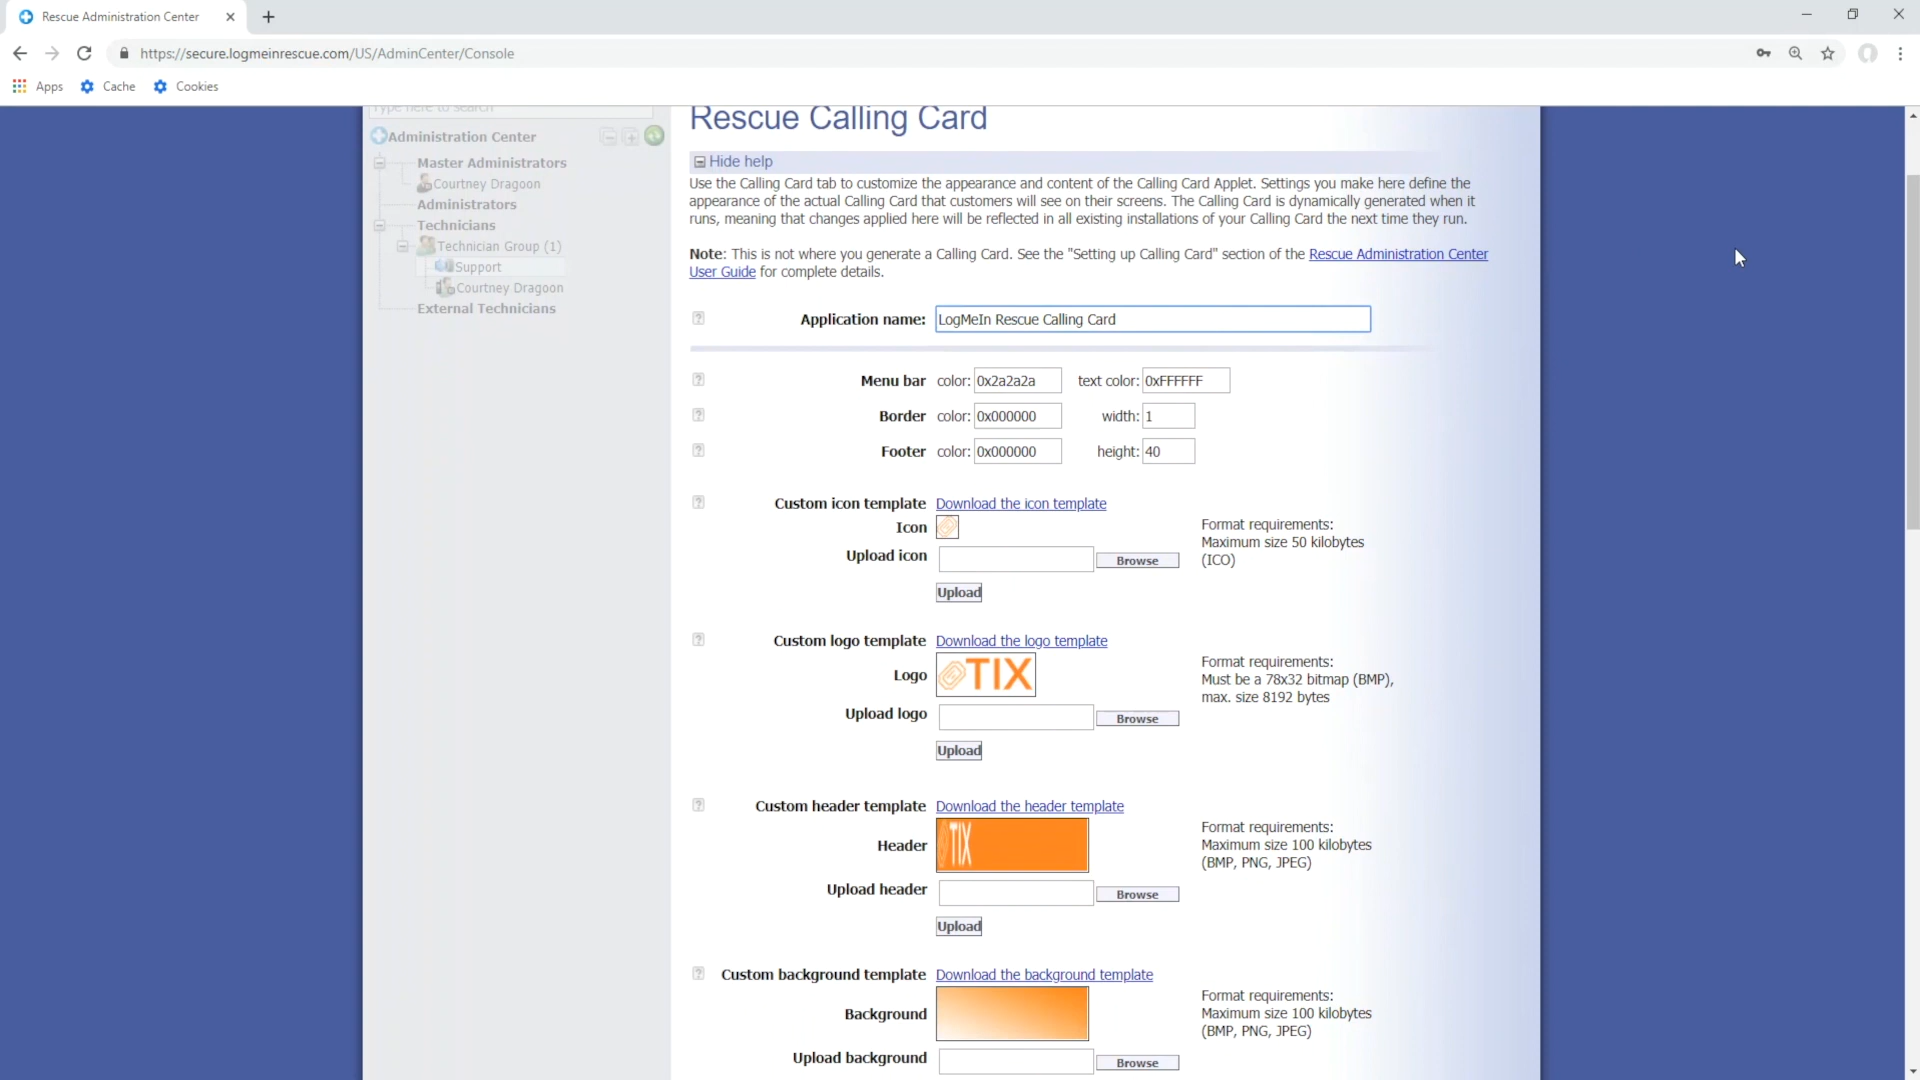 Rescue Administration Center
https://secure.logmeinrescue.com/US/AdminCenter/Console
Apps
Cache
Cookies
Type here to search
Administration Center
Master Administrators
Courtney Dragoon
Administrators
Technicians
Technician Group (1)
Support
Courtney Dragoon
External Technicians
Rescue Calling Card
Hide help
Use the Calling Card tab to customize the appearance and content of the Calling Card Applet. Settings you make here define the
appearance of the actual Calling Card that customers will see on their screens. The Calling Card is dynamically generated when it
runs, meaning that changes applied here will be reflected in all existing installations of your Calling Card the next time they run.
Note: This is not where you generate a Calling Card. See the "Setting up Calling Card" section of the Rescue Administration Center
User Guide for complete details.
? Application name: LogMeIn Rescue Calling Card
? Menu bar color: 0x2a2a2a text color: 0xFFFFFF
? Border color: 0x000000 width: 1
? Footer color: 0x000000 height: 40
? Custom icon template Download the icon template
Icon
Upload icon Browse
Upload
Format requirements:
Maximum size 50 kilobytes
(ICO)
? Custom logo template Download the logo template
Logo TIX
Upload logo Browse
Upload
Format requirements:
Must be a 78x32 bitmap (BMP),
max. size 8192 bytes
? Custom header template Download the header template
Header TIX
Upload header Browse
Upload
Format requirements:
Maximum size 100 kilobytes
(BMP, PNG, JPEG)
? Custom background template Download the background template
Background
Upload background Browse
Format requirements:
Maximum size 100 kilobytes
(BMP, PNG, JPEG)